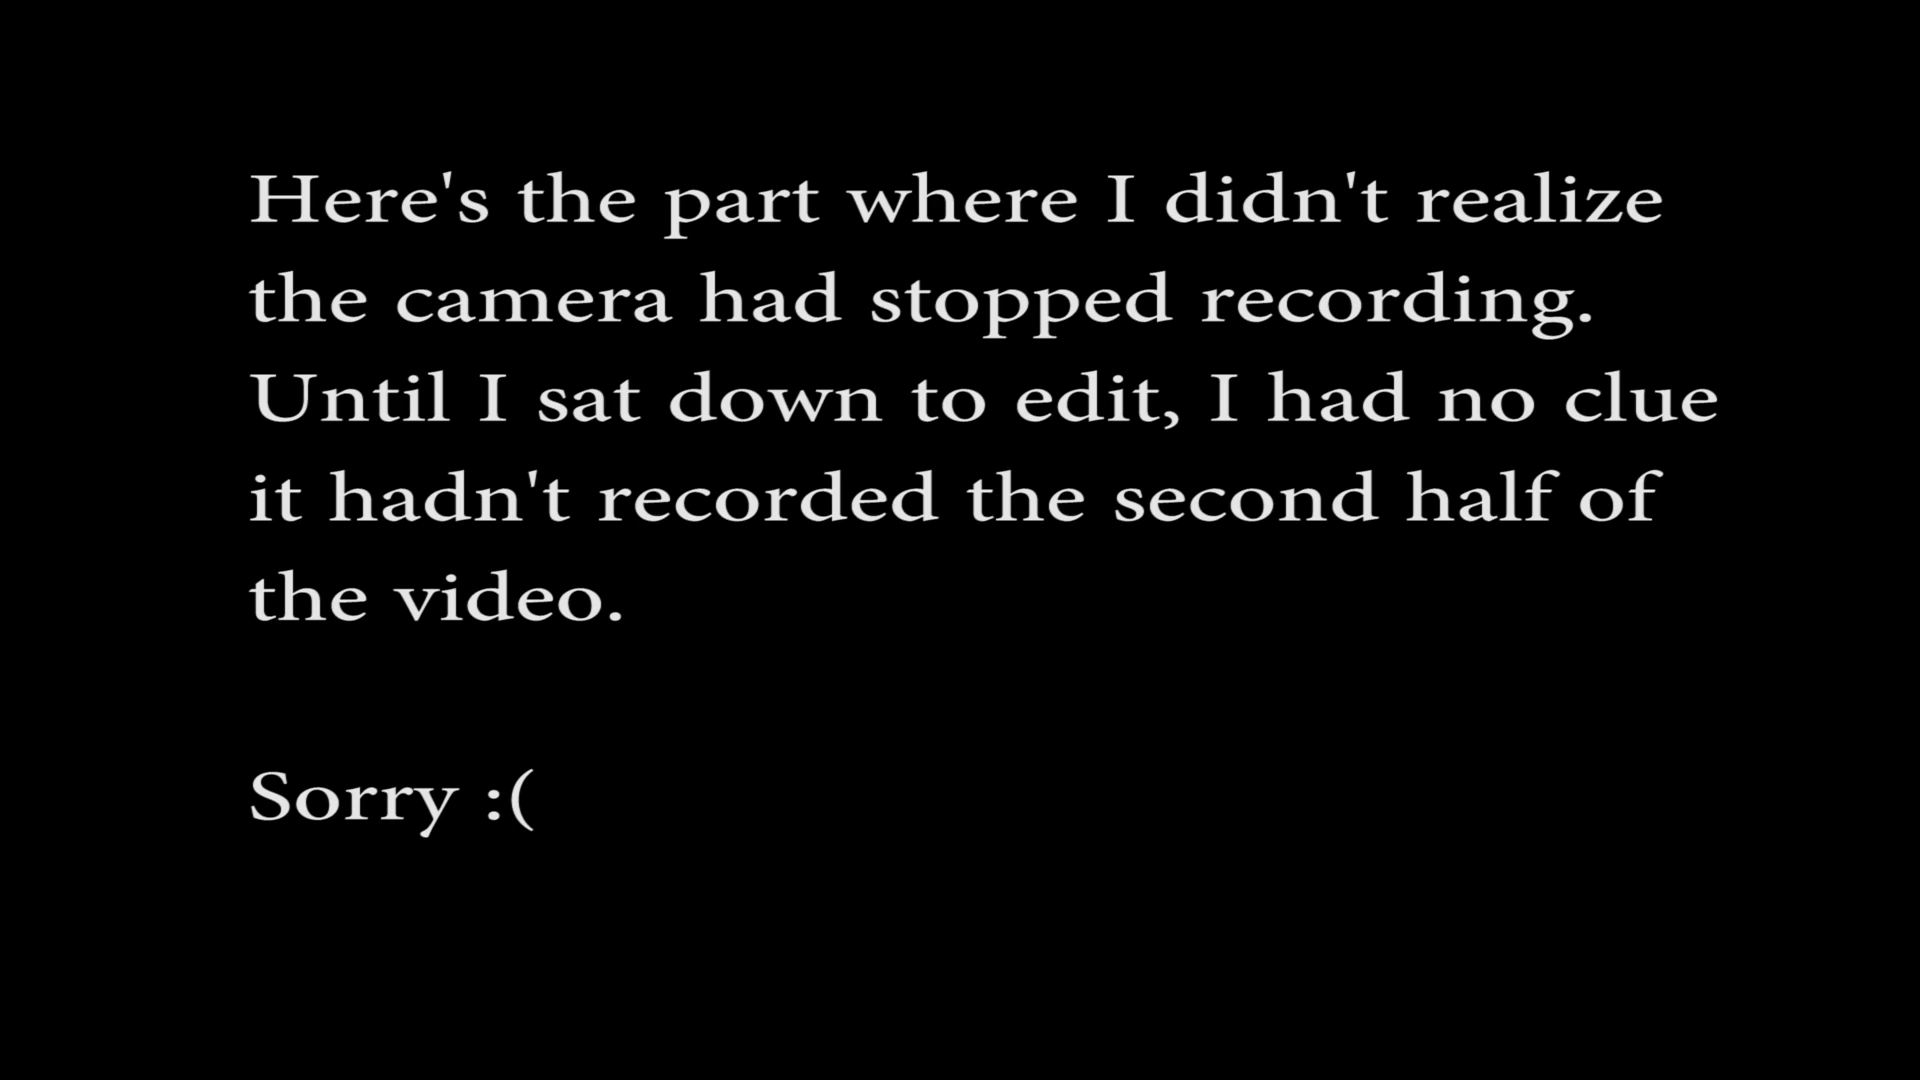 Here's the part where I didn't realize
the camera had stopped recording.
Until I sat down to edit, I had no clue
it hadn't recorded the second half of
the video.
Sorry :(